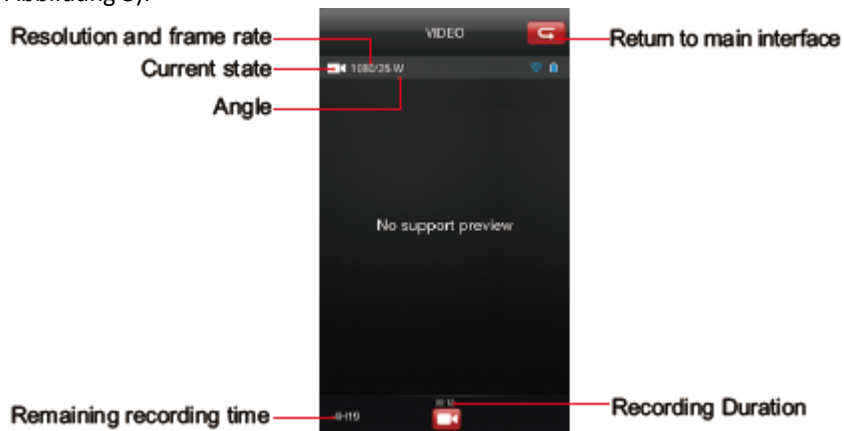 Abbildung 3).
VIDEO
Resolution and frame rate
Return to main interface
Current state
1080/25 W
Angle
No support preview
Remaining recording time
4H19
Recording Duration